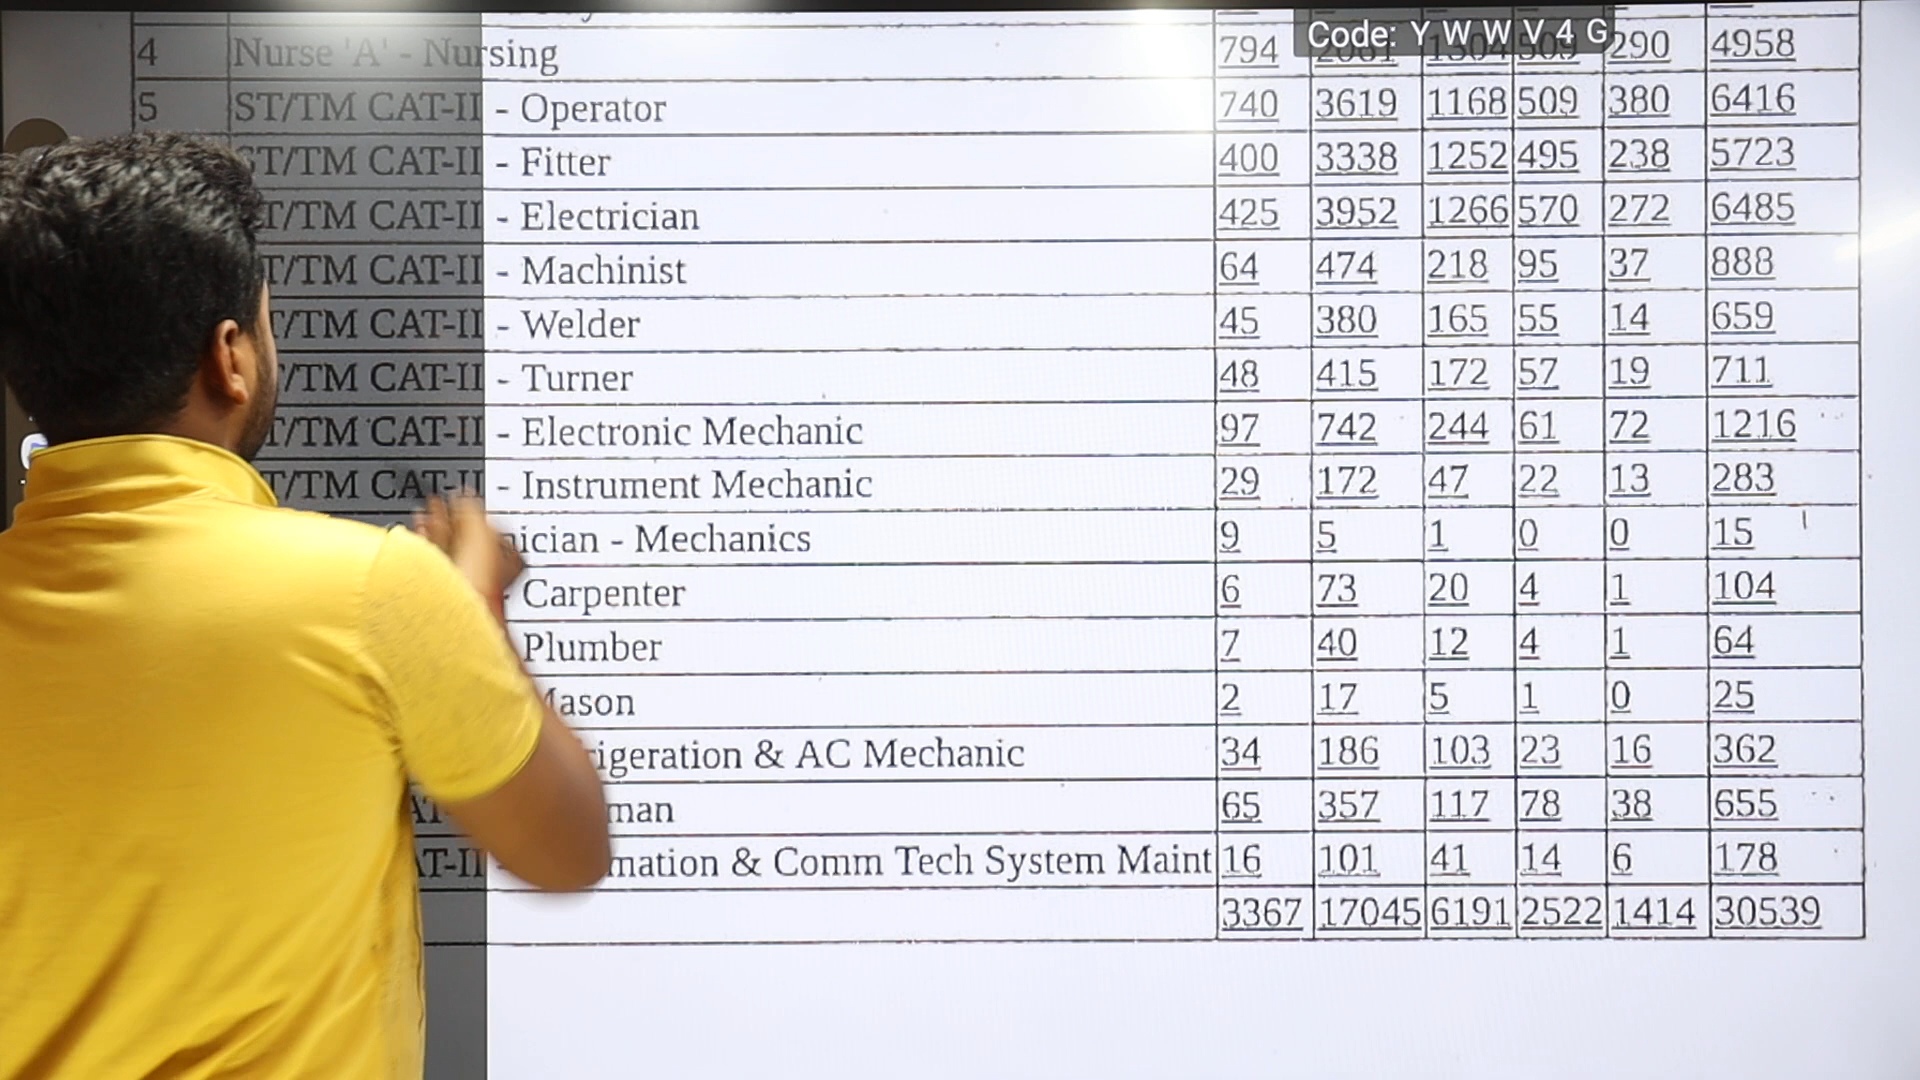 Code: Y W W V 4 G
4 Nurse 'A' - Nursing 794 290 4958
5 ST/TM CAT-II - Operator 740 3619 1168 509 380 6416
ST/TM CAT-II - Fitter 400 3338 1252 495 238 5723
T/TM CAT-II - Electrician 425 3952 1266 570 272 6485
T/TM CAT-II - Machinist 64 474 218 95 37 888
/TM CAT-II - Welder 45 380 165 55 14 659
/TM CAT-II - Turner 48 415 172 57 19 711
T/TM CAT-II - Electronic Mechanic 97 742 244 61 72 1216
T/TM CAT-II - Instrument Mechanic 29 172 47 22 13 283
ician - Mechanics 9 5 1 0 0 15
- Carpenter 6 73 20 4 1 104
Plumber 7 40 12 4 1 64
Mason 2 17 5 1 0 25
rigeration & AC Mechanic 34 186 103 23 16 362
man 65 357 117 78 38 655
AT-II - mation & Comm Tech System Maint 16 101 41 14 6 178
3367 17045 6191 2522 1414 30539